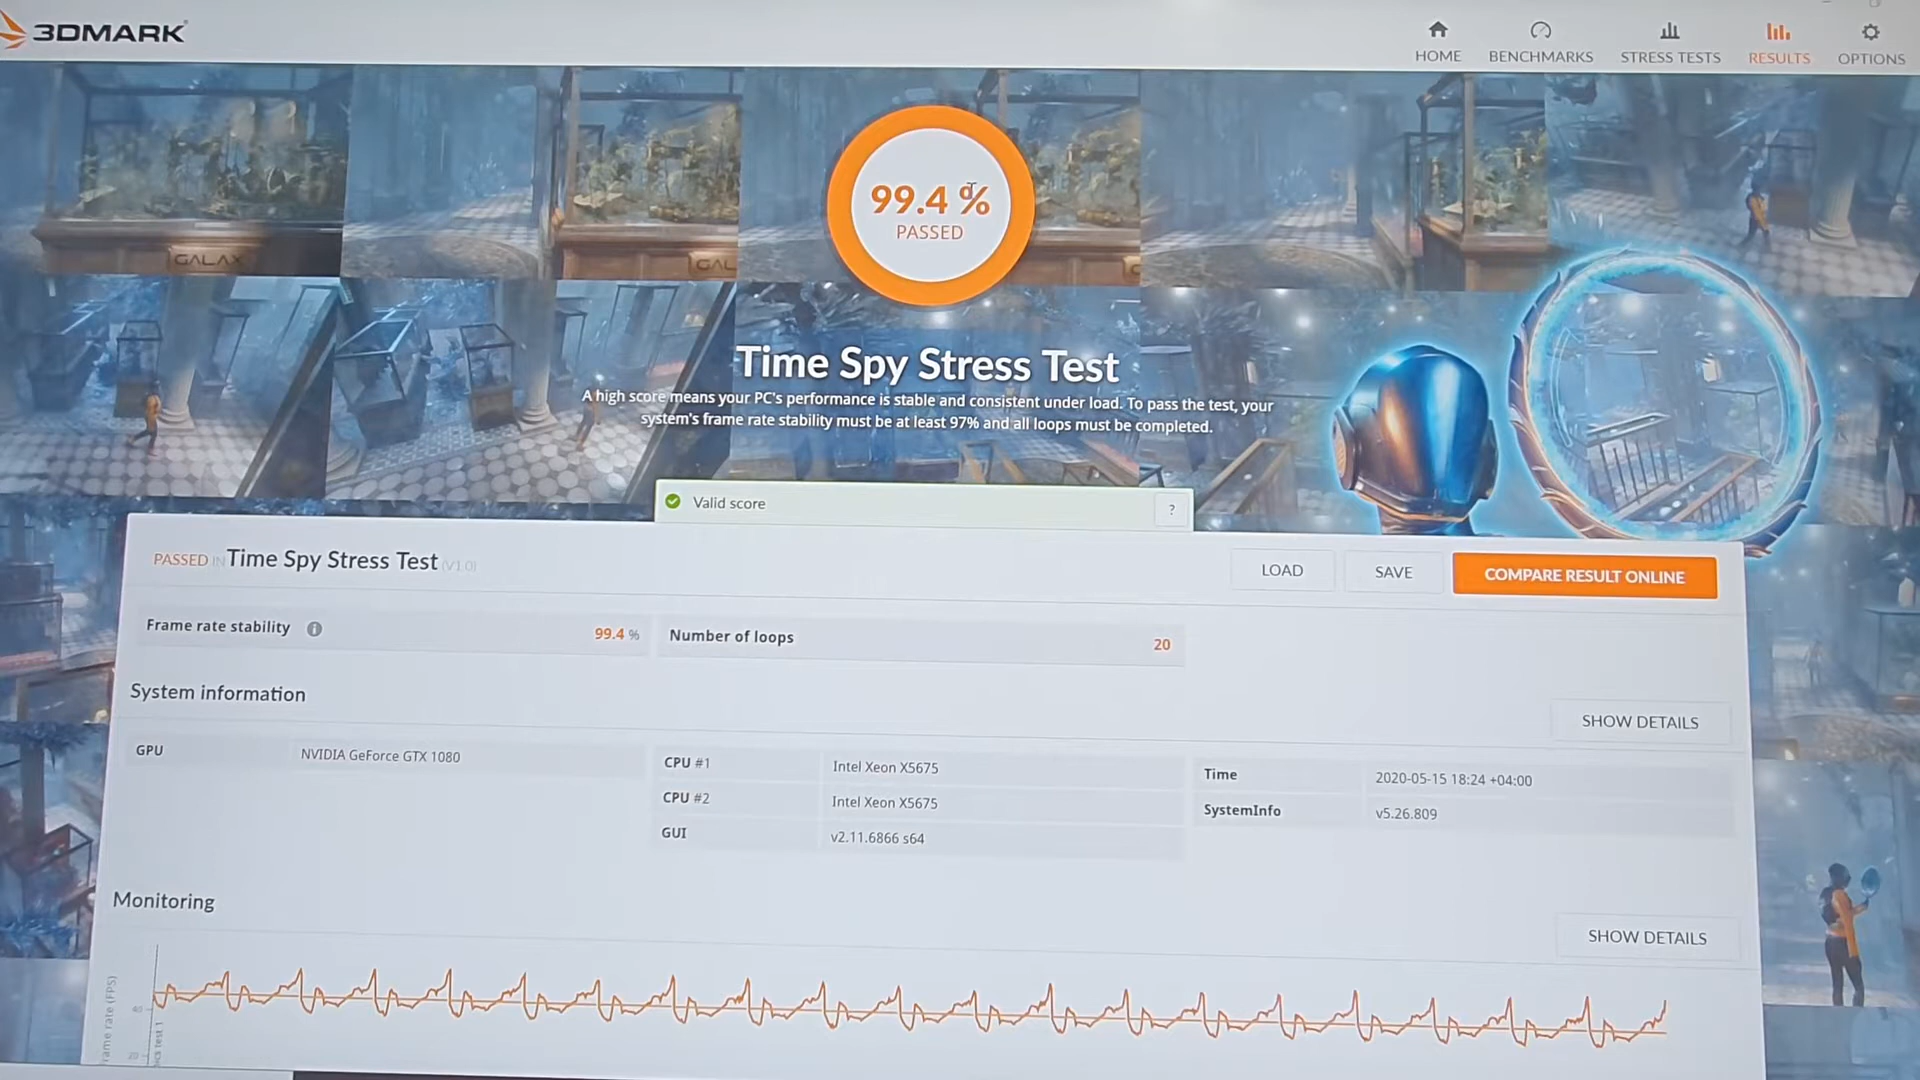 3DMARK
HOME
BENCHMARKS
STRESS TESTS
RESULTS
OPTIONS
99.4 %
PASSED
GALAX
GAL
Time Spy Stress Test
A high score means your PC's performance is stable and consistent under load. To pass the test, your
system's frame rate stability must be at least 97% and all loops must be completed.
Valid score
?
PASSED IN Time Spy Stress Test (V1.0)
LOAD
SAVE
COMPARE RESULT ONLINE
Frame rate stability
99.4 %
Number of loops
20
System information
SHOW DETAILS
GPU
NVIDIA GeForce GTX 1080
CPU #1
Intel Xeon X5675
CPU #2
Intel Xeon X5675
GUI
v2.11.6866 s64
Time
2020-05-15 18:24 +04:00
SystemInfo
v5.26.809
Monitoring
SHOW DETAILS
rame rate (FPS)
ics test 1